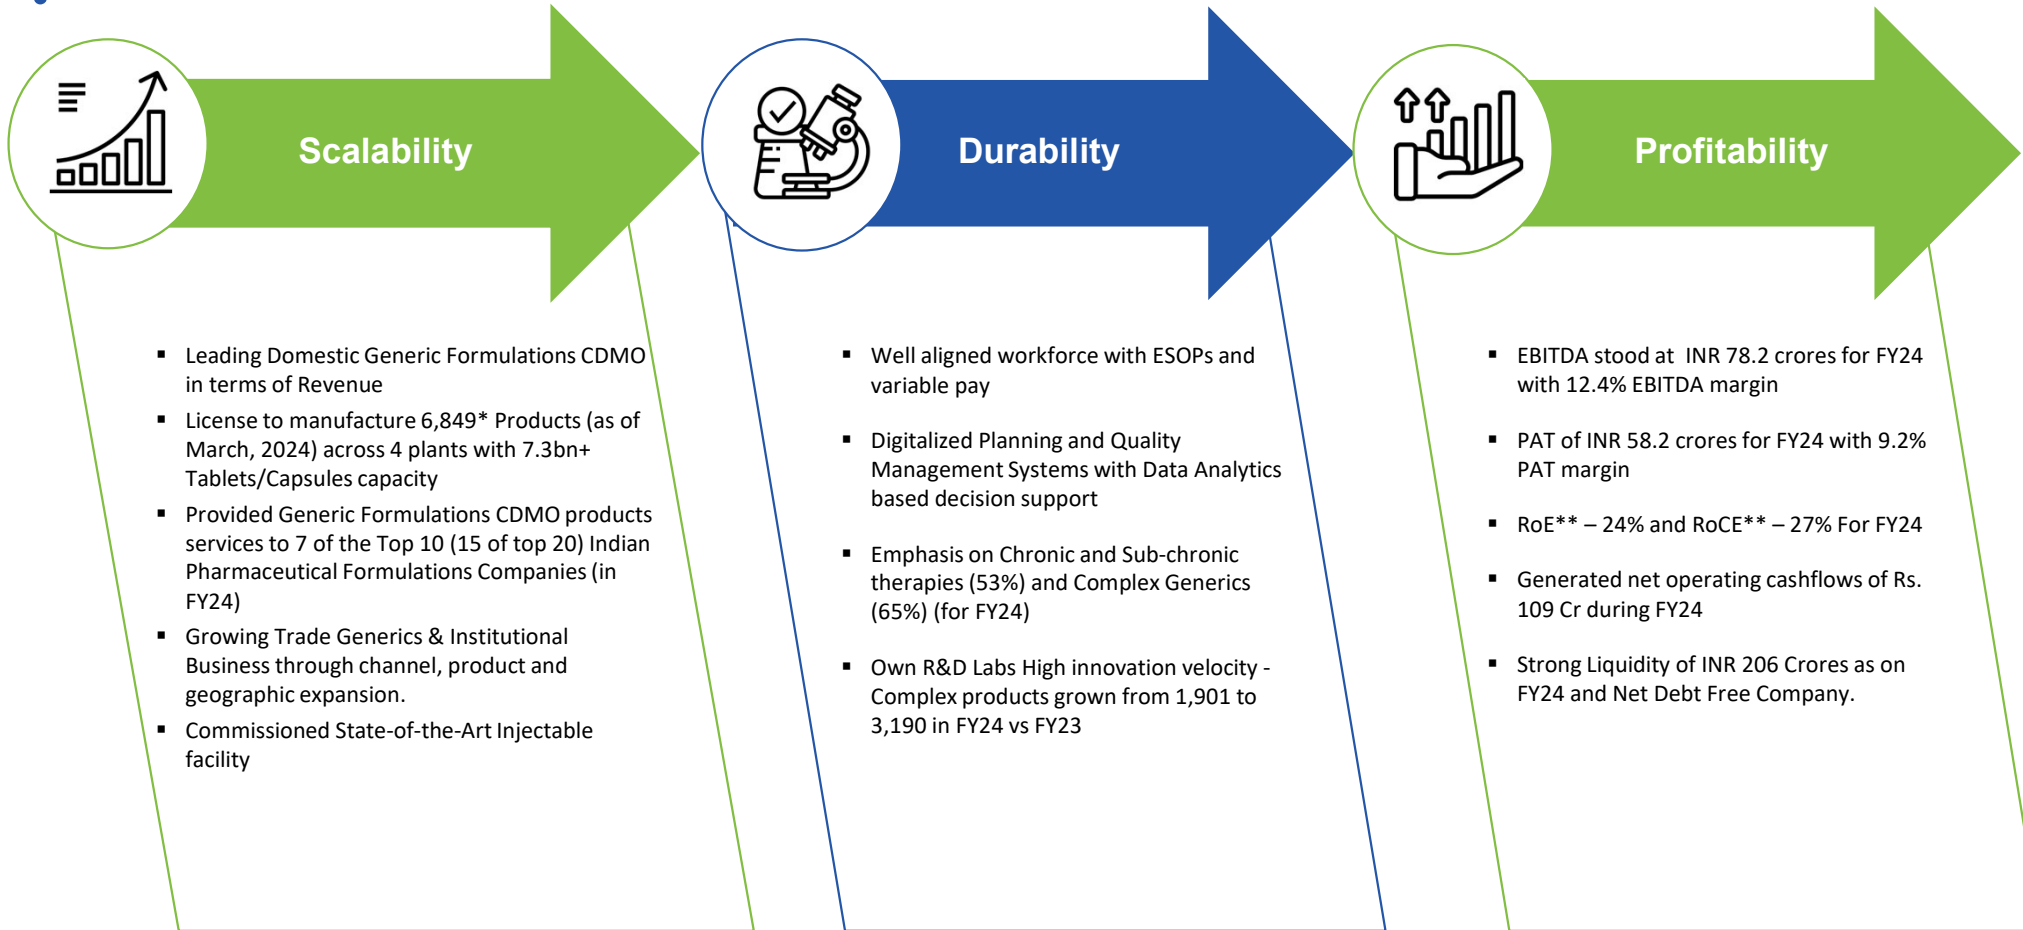 Scalability
▪ Leading Domestic Generic Formulations CDMO
in terms of Revenue
▪ License to manufacture 6,849* Products (as of
March, 2024) across 4 plants with 7.3bn+
Tablets/Capsules capacity
▪ Provided Generic Formulations CDMO products
services to 7 of the Top 10 (15 of top 20) Indian
Pharmaceutical Formulations Companies (in
FY24)
▪ Growing Trade Generics & Institutional
Business through channel, product and
geographic expansion.
▪ Commissioned State-of-the-Art Injectable
facility
Durability
▪ Well aligned workforce with ESOPs and
variable pay
▪ Digitalized Planning and Quality
Management Systems with Data Analytics
based decision support
▪ Emphasis on Chronic and Sub-chronic
therapies (53%) and Complex Generics
(65%) (for FY24)
▪ Own R&D Labs High innovation velocity -
Complex products grown from 1,901 to
3,190 in FY24 vs FY23
Profitability
▪ EBITDA stood at INR 78.2 crores for FY24
with 12.4% EBITDA margin
▪ PAT of INR 58.2 crores for FY24 with 9.2%
PAT margin
▪ RoE** – 24% and RoCE** – 27% For FY24
▪ Generated net operating cashflows of Rs.
109 Cr during FY24
▪ Strong Liquidity of INR 206 Crores as on
FY24 and Net Debt Free Company.